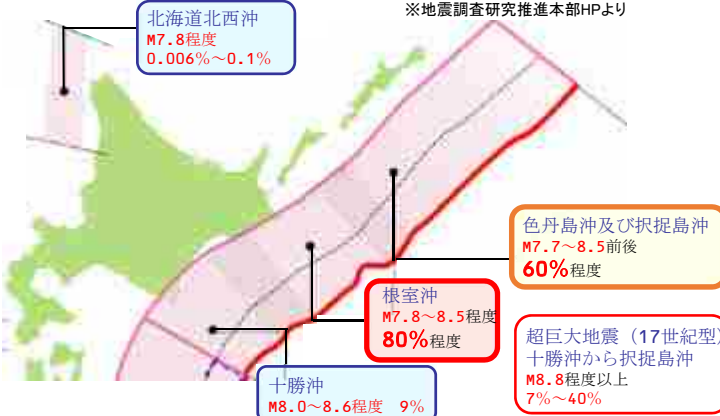 ※地震調査研究推進本部HPより
北海道北西沖
M7.8程度
0.006%～0.1%
色丹島沖及び択捉島沖
M7.7～8.5前後
60%程度
根室沖
M7.8～8.5程度
80%程度
超巨大地震（17世紀型）
十勝沖から択捉島沖
M8.8程度以上
7%～40%
十勝沖
M8.0～8.6程度　9%